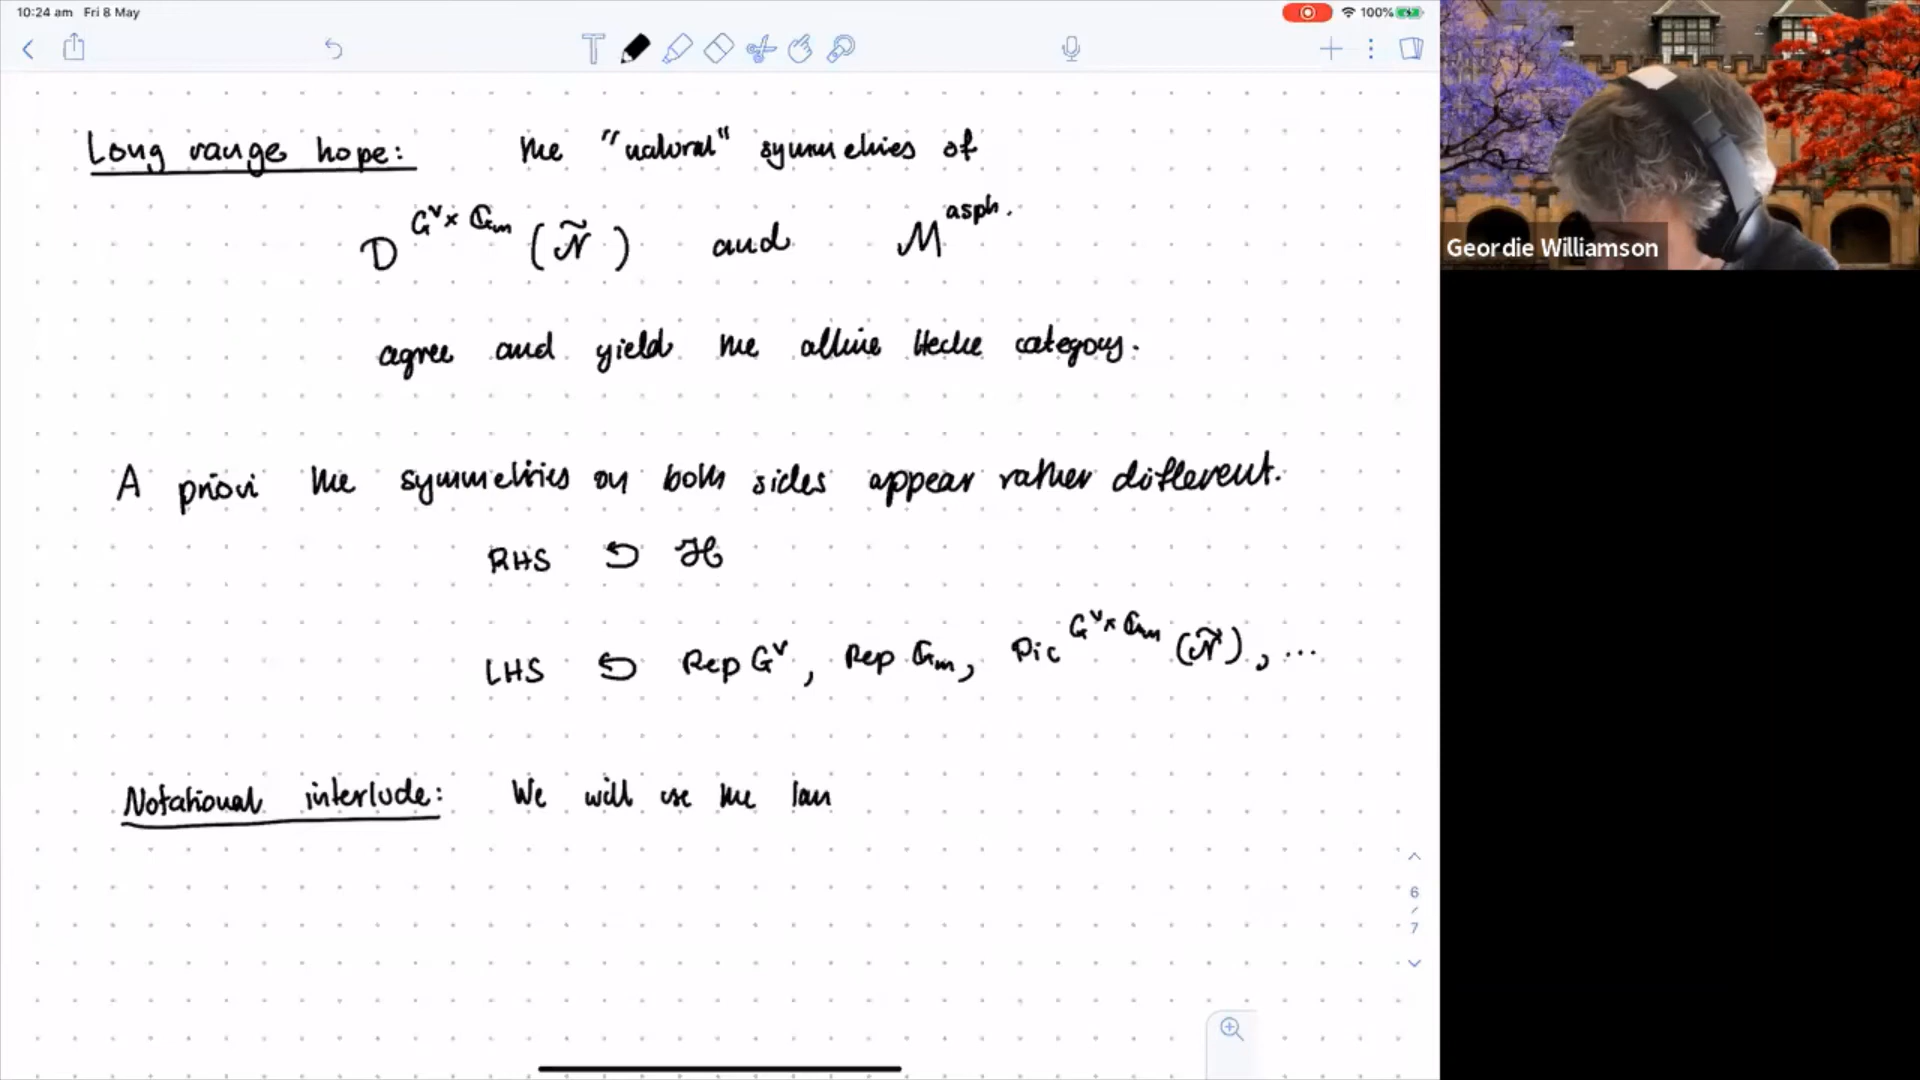 10:24 am Fri 8 May
100%
Long range hope: the "natural" symmetries of
D^{G^∨ × G_m}(Ñ) and M^{asph.}
agree and yield the affine Hecke category.
A priori the symmetries on both sides appear rather different.
RHS ↺ H
LHS ↺ Rep G^∨, Rep G_m, Pic^{G^∨ × G_m}(Ñ), ...
Notational interlude: We will use the lan
6
/
7
Geordie Williamson